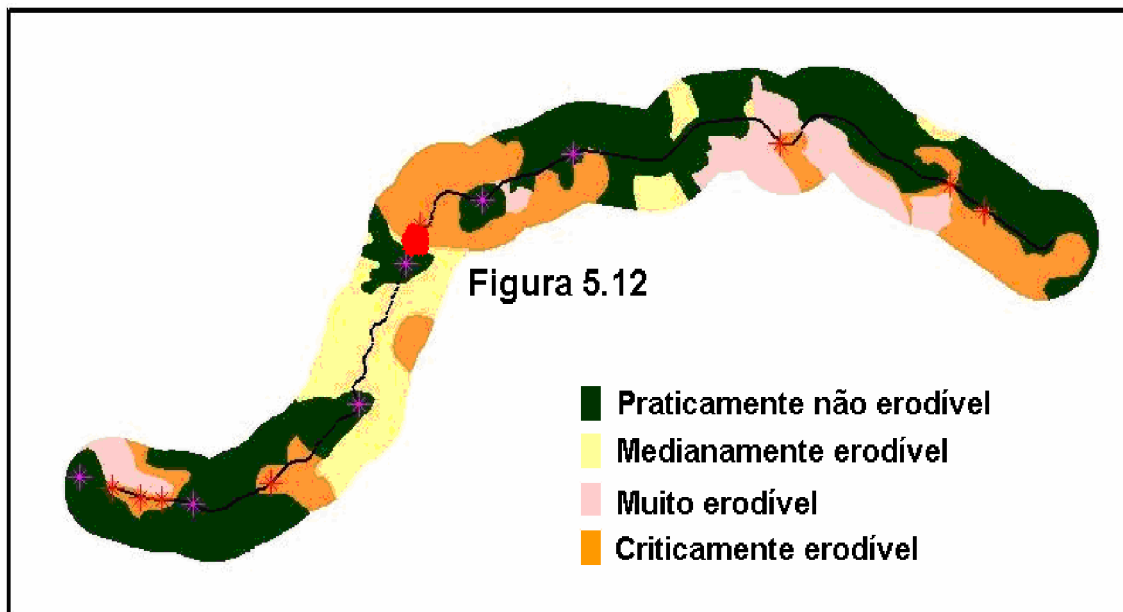 Figura 5.12
Praticamente não erodível
Medianamente erodível
Muito erodível
Criticamente erodível